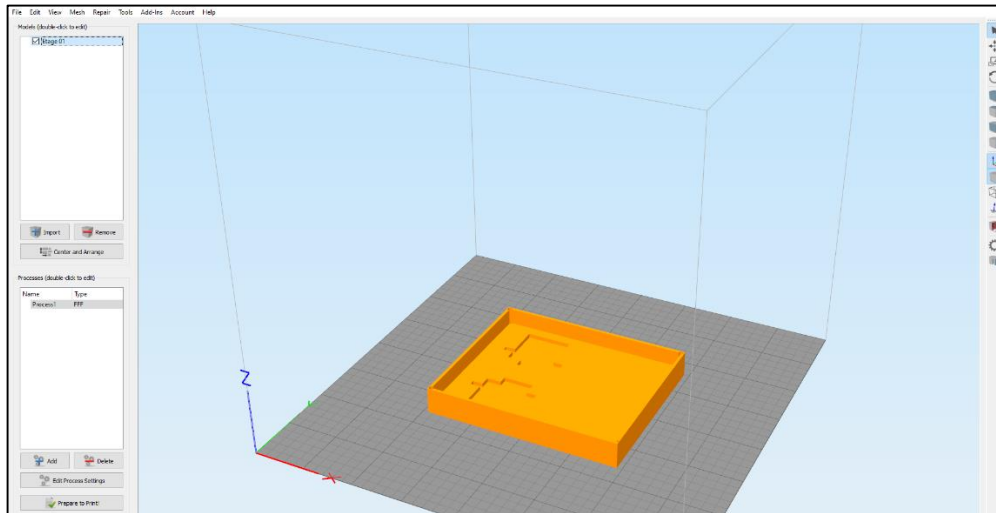 File Edit View Mesh Repair Tools Add-Ins Account Help
Models (double-click to edit)
Import Remove
Center and Arrange
Processes (double-click to edit)
Name Type
Process1 FFF
Add Delete
Edit Process Settings
Prepare to Print!
Z
X